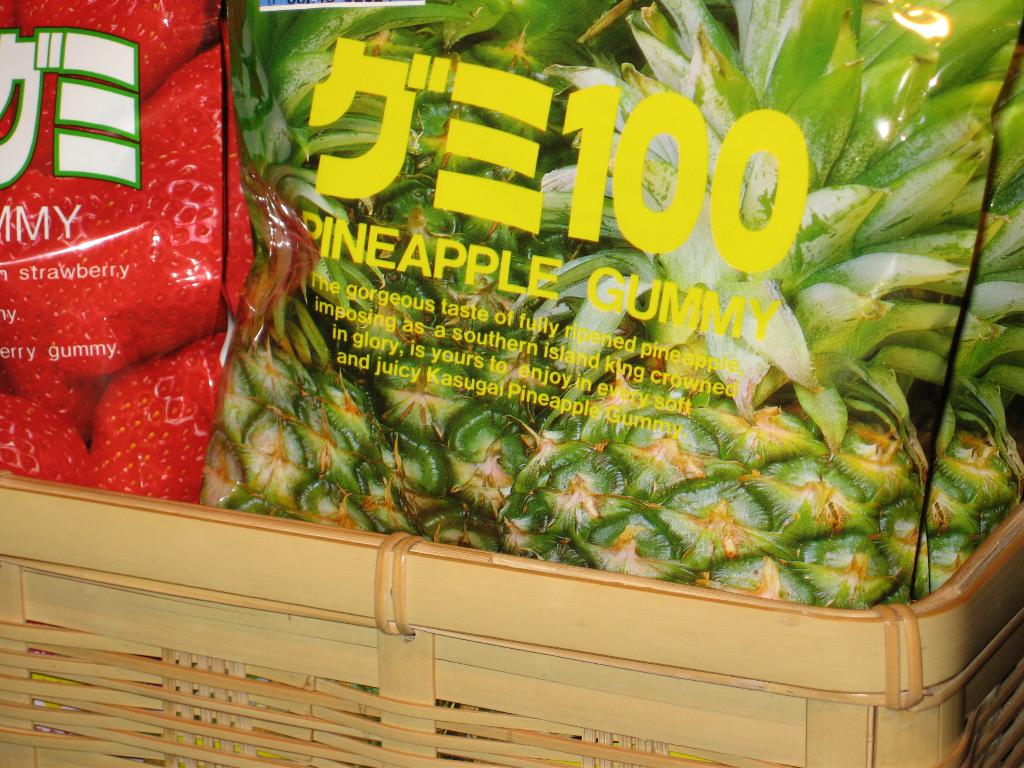 グミ
MMY
strawberry
ny.
erry gummy.
グミ100
PINEAPPLE GUMMY
The gorgeous taste of fully ripened pineapple,
imposing as a southern island king crowned
in glory, is yours to enjoy in every soft
and juicy Kasugai Pineapple Gummy.